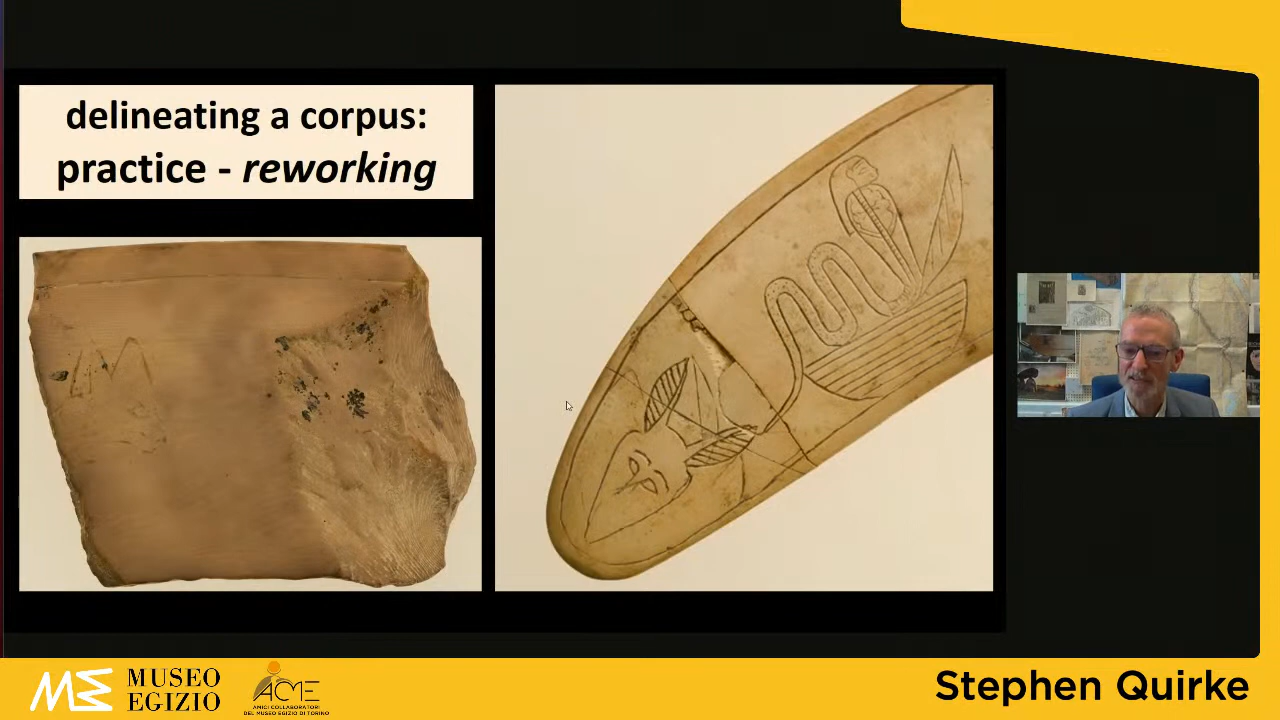 delineating a corpus:
practice - reworking
MUSEO
EGIZIO
ACME
AMICI COLLABORATORI
DEL MUSEO EGIZIO DI TORINO
Stephen Quirke